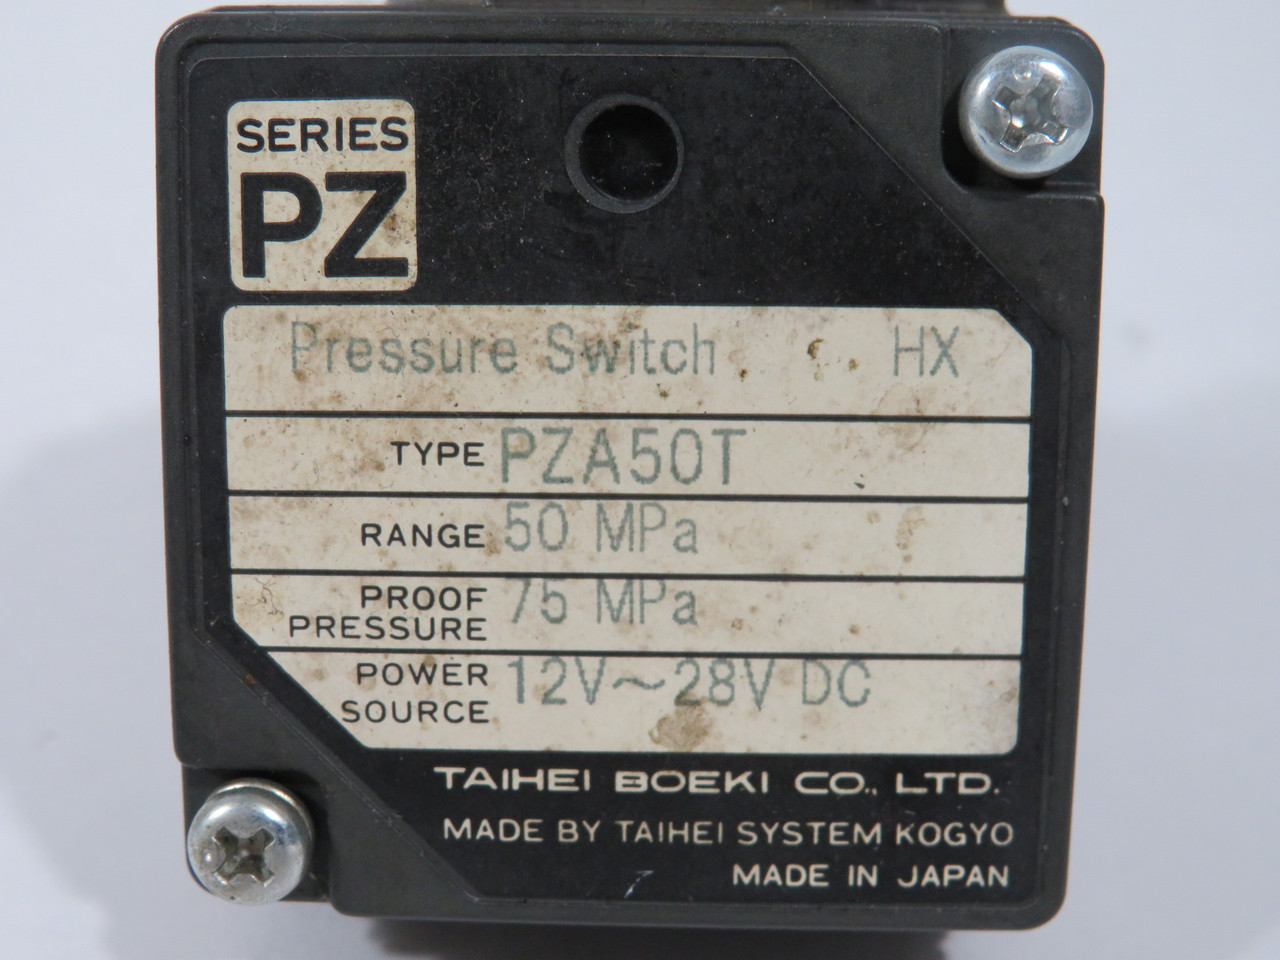 SERIES
PZ
Pressure Switch HX
TYPE PZA50T
RANGE 50 MPa
PROOF PRESSURE 75 MPa
POWER SOURCE 12V~28V DC
TAIHEI BOEKI CO., LTD.
MADE BY TAIHEI SYSTEM KOGYO
MADE IN JAPAN